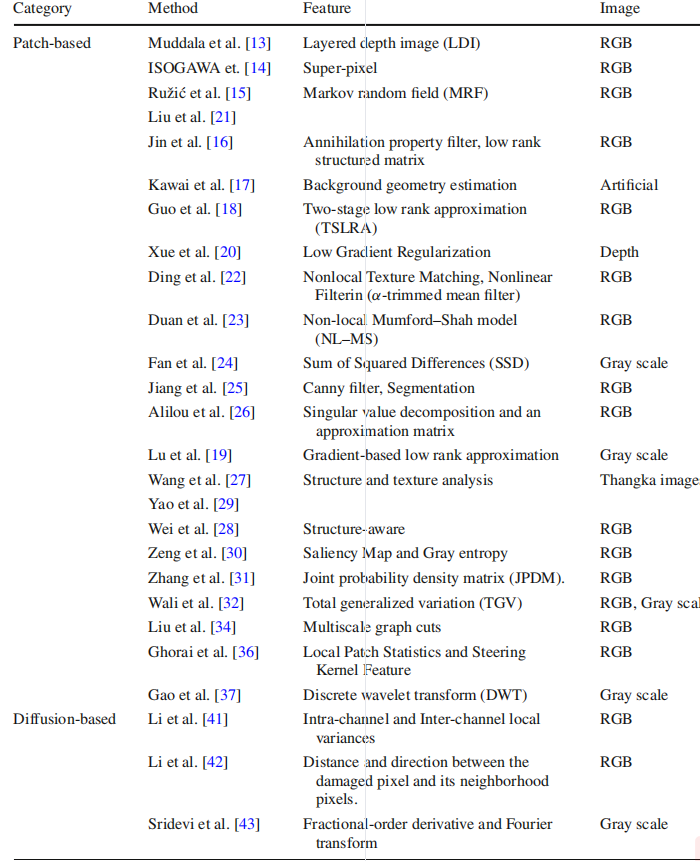 Category Method Feature Image
Patch-based Muddala et al. [13] Layered depth image (LDI) RGB
ISOGAWA et. [14] Super-pixel RGB
Ružić et al. [15] Markov random field (MRF) RGB
Liu et al. [21]
Jin et al. [16] Annihilation property filter, low rank RGB
structured matrix
Kawai et al. [17] Background geometry estimation Artificial
Guo et al. [18] Two-stage low rank approximation RGB
(TSLRA)
Xue et al. [20] Low Gradient Regularization Depth
Ding et al. [22] Nonlocal Texture Matching, Nonlinear RGB
Filterin (α-trimmed mean filter)
Duan et al. [23] Non-local Mumford–Shah model RGB
(NL–MS)
Fan et al. [24] Sum of Squared Differences (SSD) Gray scale
Jiang et al. [25] Canny filter, Segmentation RGB
Alilou et al. [26] Singular value decomposition and an RGB
approximation matrix
Lu et al. [19] Gradient-based low rank approximation Gray scale
Wang et al. [27] Structure and texture analysis Thangka image
Yao et al. [29]
Wei et al. [28] Structure-aware RGB
Zeng et al. [30] Saliency Map and Gray entropy RGB
Zhang et al. [31] Joint probability density matrix (JPDM). RGB
Wali et al. [32] Total generalized variation (TGV) RGB, Gray scal
Liu et al. [34] Multiscale graph cuts RGB
Ghorai et al. [36] Local Patch Statistics and Steering RGB
Kernel Feature
Gao et al. [37] Discrete wavelet transform (DWT) Gray scale
Diffusion-based Li et al. [41] Intra-channel and Inter-channel local RGB
variances
Li et al. [42] Distance and direction between the RGB
damaged pixel and its neighborhood
pixels.
Sridevi et al. [43] Fractional-order derivative and Fourier Gray scale
transform